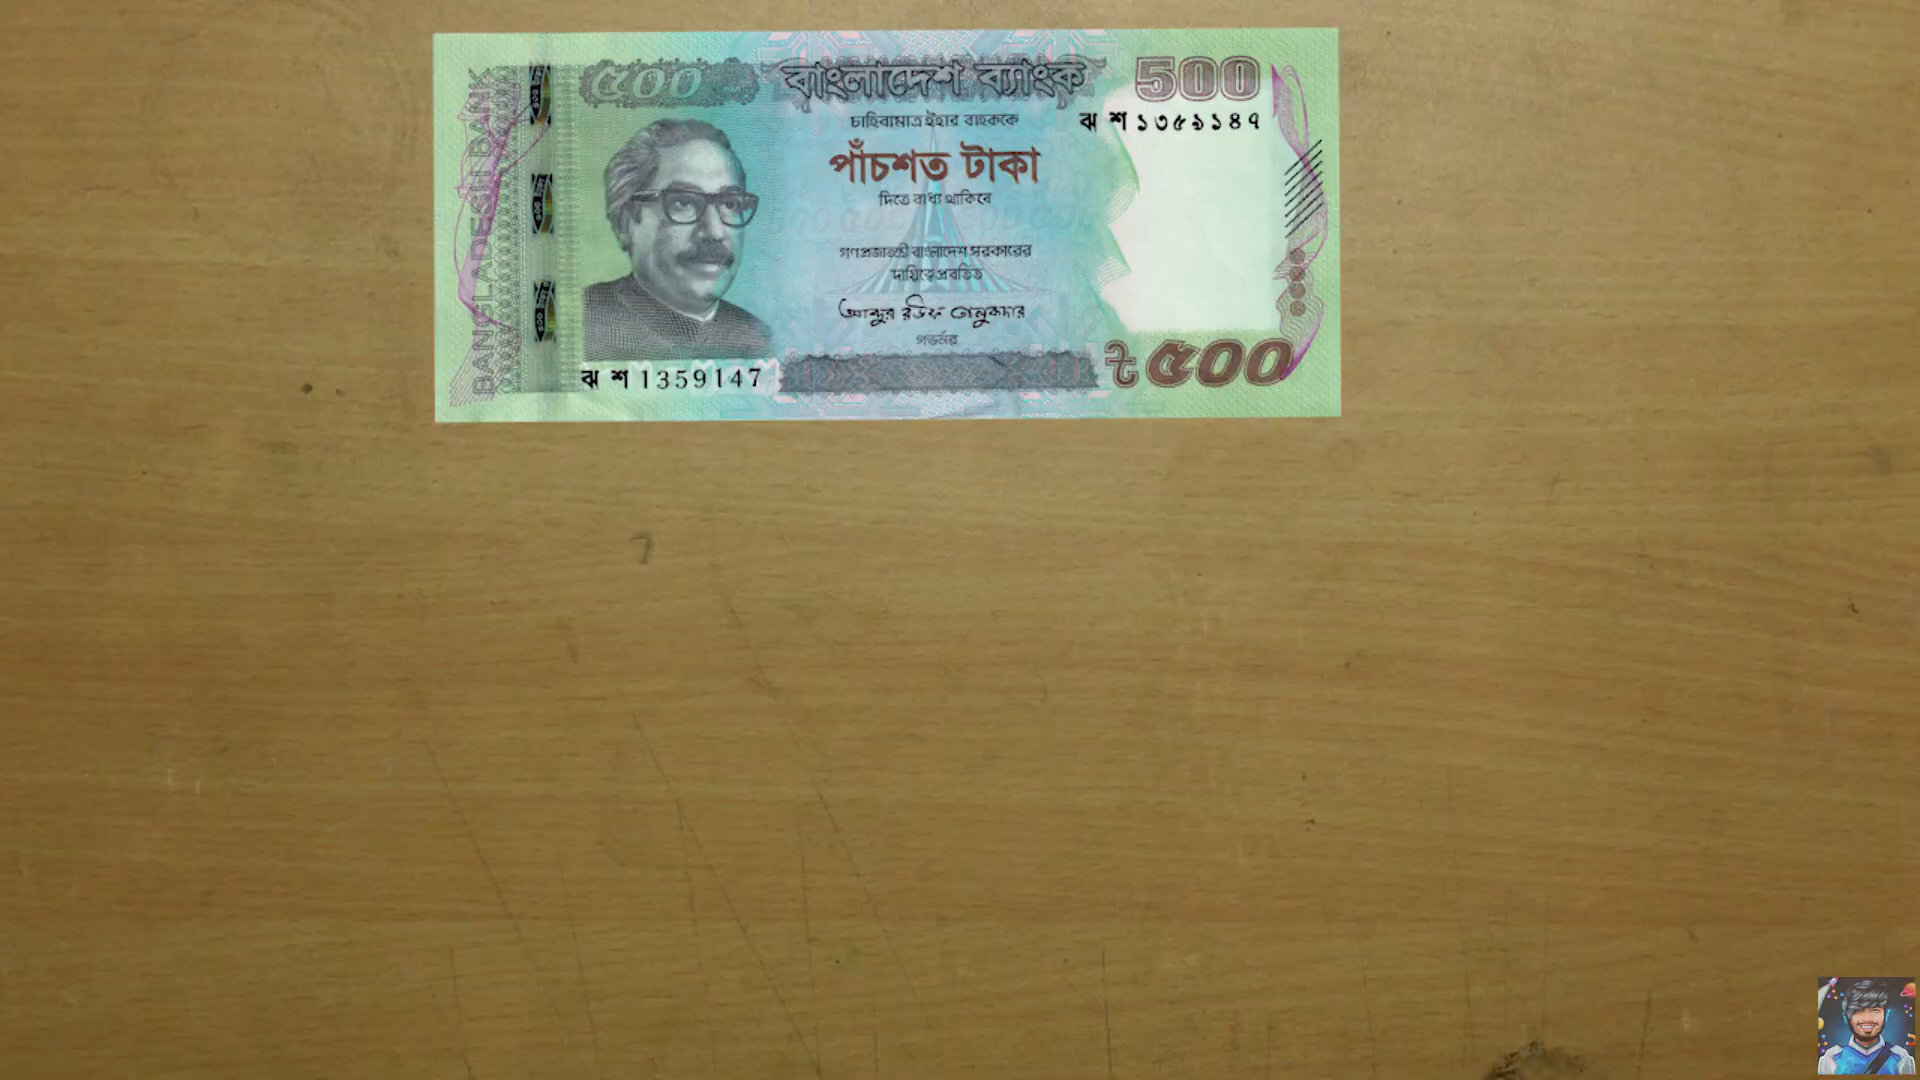 ৫০০
বাংলাদেশ ব্যাংক
500
চাহিবামাত্র ইহার বাহককে
ঝ শ ১৩৫৯১৪৭
পাঁচশত টাকা
দিতে বাধ্য থাকিবে
গণপ্রজাতন্ত্রী বাংলাদেশ সরকারের
দায়িত্বে প্রবর্তিত
আব্দুর রউফ তালুকদার
গভর্নর
ঝ শ 1359147
৳ ৫০০
BANGLADESH BANK